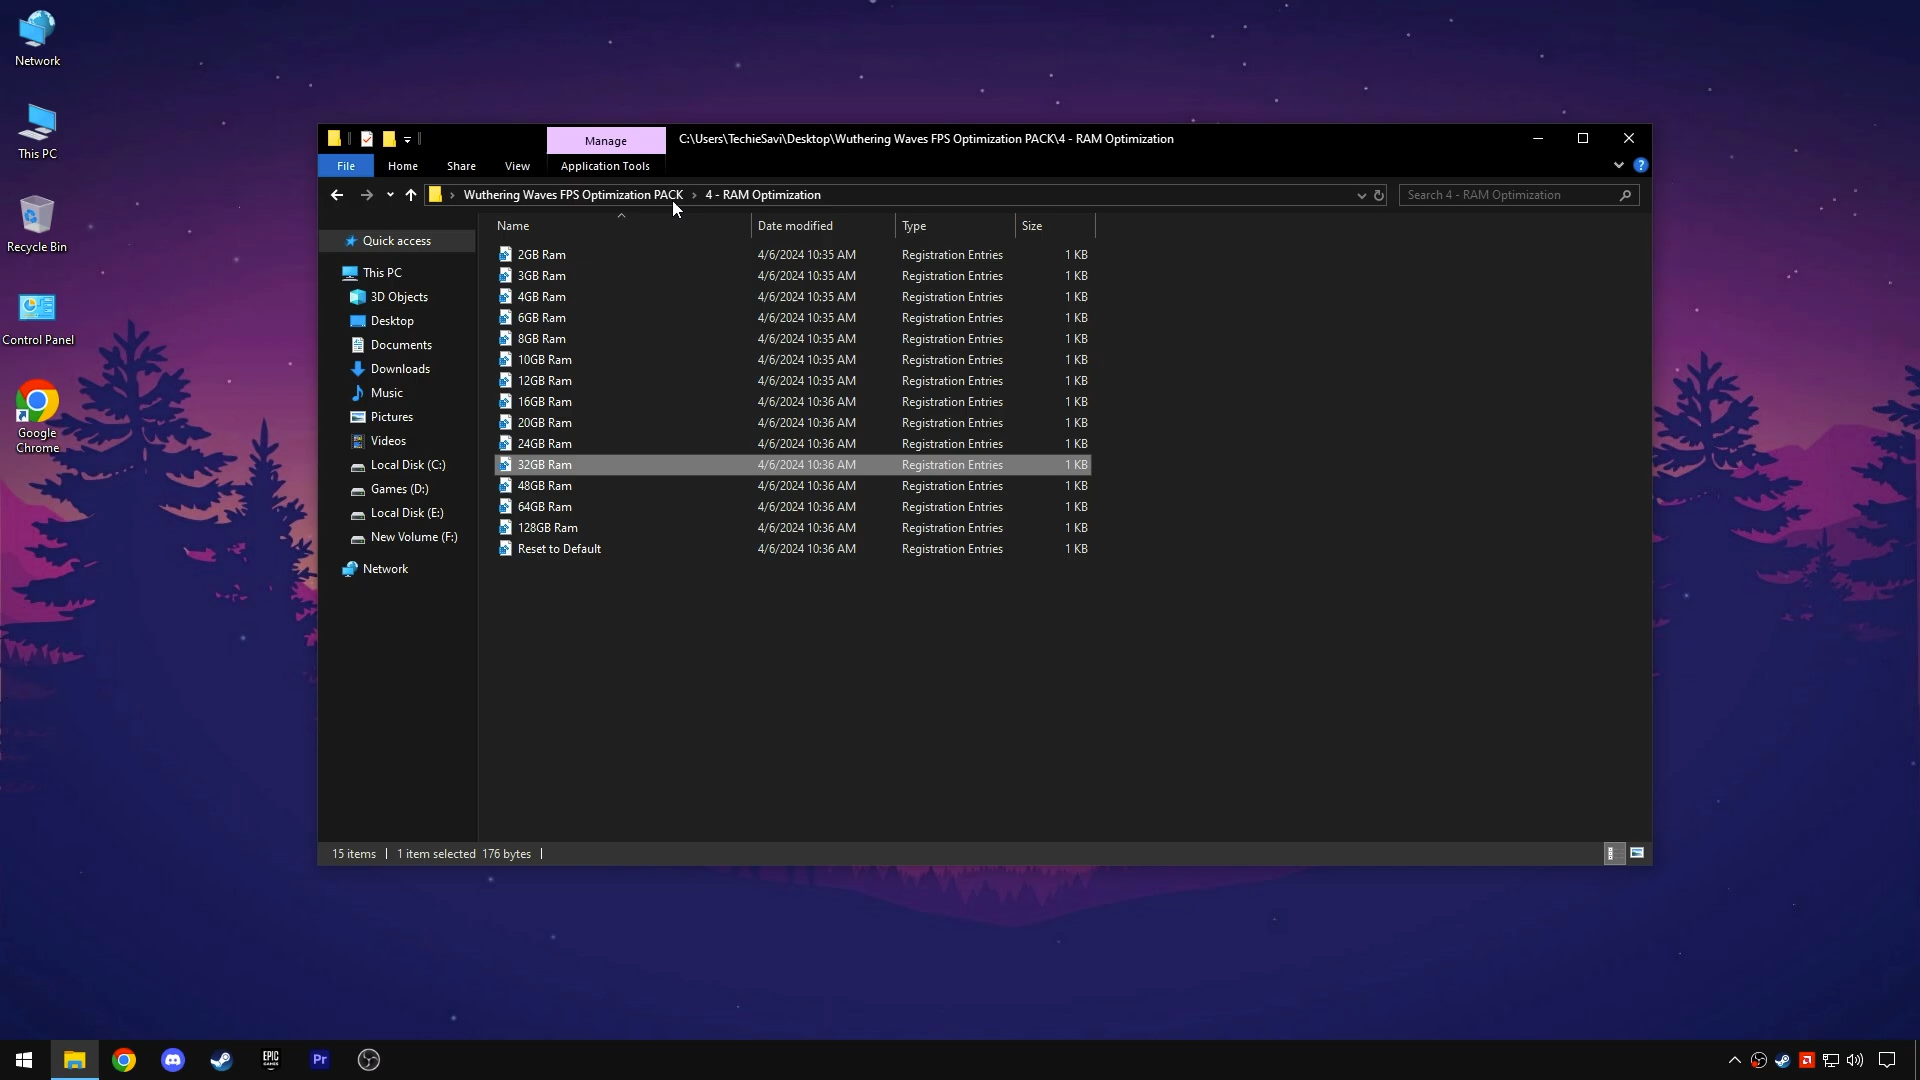 Network
This PC
Recycle Bin
Control Panel
Google
Chrome
Manage
C:\Users\TechieSavi\Desktop\Wuthering Waves FPS Optimization PACK\4 - RAM Optimization
File
Home
Share
View
Application Tools
Wuthering Waves FPS Optimization PACK > 4 - RAM Optimization
Search 4 - RAM Optimization
Quick access
This PC
3D Objects
Desktop
Documents
Downloads
Music
Pictures
Videos
Local Disk (C:)
Games (D:)
Local Disk (E:)
New Volume (F:)
Network
Name Date modified Type Size
2GB Ram 4/6/2024 10:35 AM Registration Entries 1 KB
3GB Ram 4/6/2024 10:35 AM Registration Entries 1 KB
4GB Ram 4/6/2024 10:35 AM Registration Entries 1 KB
6GB Ram 4/6/2024 10:35 AM Registration Entries 1 KB
8GB Ram 4/6/2024 10:35 AM Registration Entries 1 KB
10GB Ram 4/6/2024 10:35 AM Registration Entries 1 KB
12GB Ram 4/6/2024 10:35 AM Registration Entries 1 KB
16GB Ram 4/6/2024 10:36 AM Registration Entries 1 KB
20GB Ram 4/6/2024 10:36 AM Registration Entries 1 KB
24GB Ram 4/6/2024 10:36 AM Registration Entries 1 KB
32GB Ram 4/6/2024 10:36 AM Registration Entries 1 KB
48GB Ram 4/6/2024 10:36 AM Registration Entries 1 KB
64GB Ram 4/6/2024 10:36 AM Registration Entries 1 KB
128GB Ram 4/6/2024 10:36 AM Registration Entries 1 KB
Reset to Default 4/6/2024 10:36 AM Registration Entries 1 KB
15 items | 1 item selected 176 bytes |
EPIC
GAMES
Pr